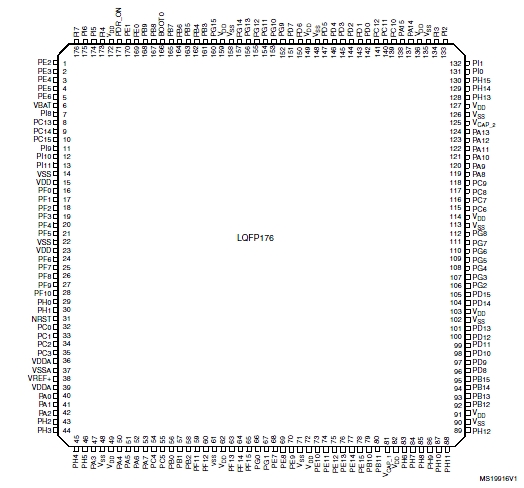 PI7
PI6
PI5
PI4
VDD
PDR_ON
PE1
PE0
PB9
PB8
BOOT0
PB7
PB6
PB5
PB4
PB3
PG15
VDD
VSS
PG14
PG13
PG12
PG11
PG10
PG9
PD7
PD6
VDD
VSS
PD5
PD4
PD3
PD2
PD1
PD0
PC12
PC11
PC10
PA15
PA14
VDD
VSS
PI3
PI2
176
175
174
173
172
171
170
169
168
167
166
165
164
163
162
161
160
159
158
157
156
155
154
153
152
151
150
149
148
147
146
145
144
143
142
141
140
139
138
137
136
135
134
133
PE2 1
PE3 2
PE4 3
PE5 4
PE6 5
VBAT 6
PI8 7
PC13 8
PC14 9
PC15 10
PI9 11
PI10 12
PI11 13
VSS 14
VDD 15
PF0 16
PF1 17
PF2 18
PF3 19
PF4 20
PF5 21
VSS 22
VDD 23
PF6 24
PF7 25
PF8 26
PF9 27
PF10 28
PH0 29
PH1 30
NRST 31
PC0 32
PC1 33
PC2 34
PC3 35
VDDA 36
VSSA 37
VREF+ 38
VDDA 39
PA0 40
PA1 41
PA2 42
PH2 43
PH3 44
LQFP176
132 PI1
131 PI0
130 PH15
129 PH14
128 PH13
127 VDD
126 VSS
125 VCAP_2
124 PA13
123 PA12
122 PA11
121 PA10
120 PA9
119 PA8
118 PC9
117 PC8
116 PC7
115 PC6
114 VDD
113 VSS
112 PG8
111 PG7
110 PG6
109 PG5
108 PG4
107 PG3
106 PG2
105 PD15
104 PD14
103 VDD
102 VSS
101 PD13
100 PD12
99 PD11
98 PD10
97 PD9
96 PD8
95 PB15
94 PB14
93 PB13
92 PB12
91 VDD
90 VSS
89 PH12
45
46
47
48
49
50
51
52
53
54
55
56
57
58
59
60
61
62
63
64
65
66
67
68
69
70
71
72
73
74
75
76
77
78
79
80
81
82
83
84
85
86
87
88
PH4
PH5
PA3
VSS
VDD
PA4
PA5
PA6
PA7
PC4
PC5
PB0
PB1
PB2
PF11
PF12
VSS
VDD
PF13
PF14
PF15
PG0
PG1
PE7
PE8
PE9
VSS
VDD
PE10
PE11
PE12
PE13
PE14
PE15
PB10
PB11
VCAP_1
VDD
PH6
PH7
PH8
PH9
PH10
PH11
MS19916V1